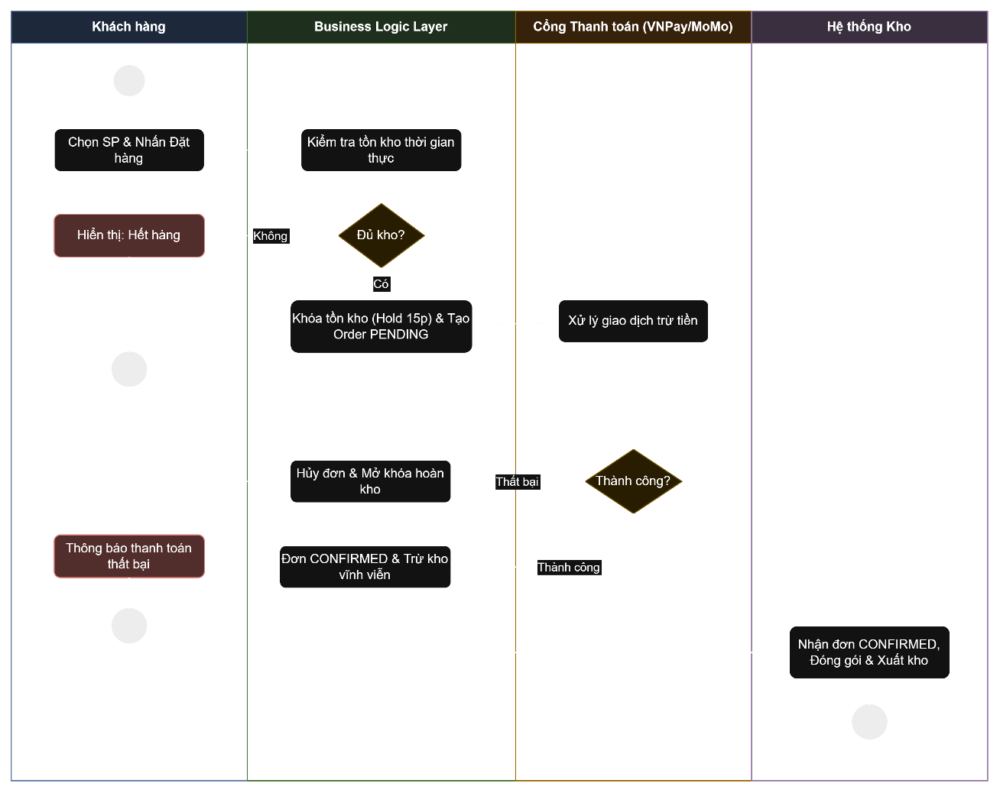 Khách hàng
Business Logic Layer
Cổng Thanh toán (VNPay/MoMo)
Hệ thống Kho
Chọn SP & Nhấn Đặt
hàng
Kiểm tra tồn kho thời gian
thực
Hiển thị: Hết hàng
Không
Đủ kho?
Có
Khóa tồn kho (Hold 15p) & Tạo
Order PENDING
Xử lý giao dịch trừ tiền
Hủy đơn & Mở khóa hoàn
kho
Thất bại
Thành công?
Thông báo thanh toán
thất bại
Đơn CONFIRMED & Trừ kho
vĩnh viễn
Thành công
Nhận đơn CONFIRMED,
Đóng gói & Xuất kho